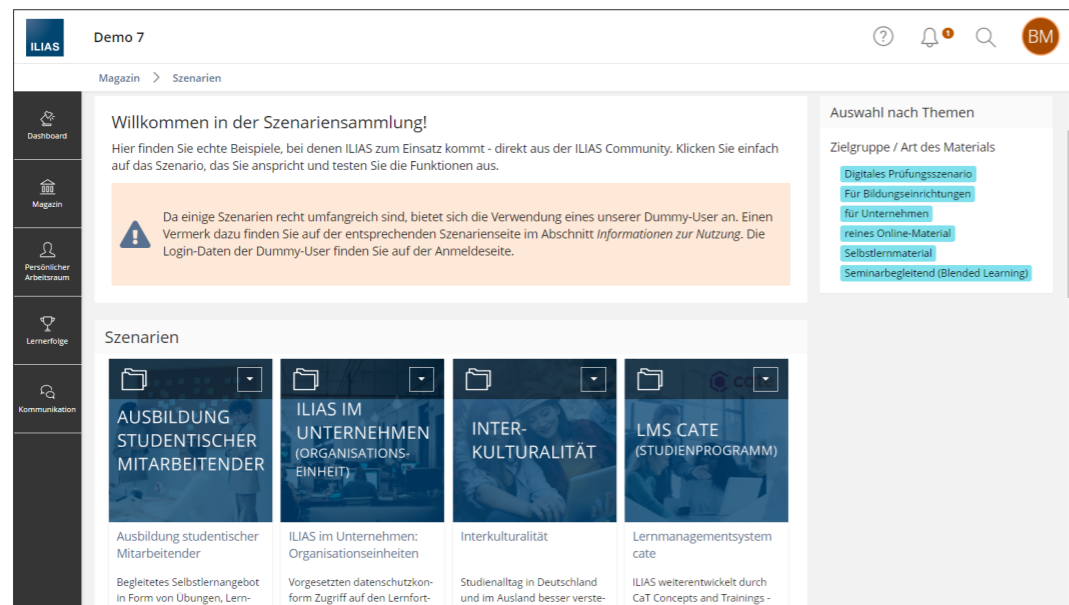 ILIAS
Demo 7
1
BM
Magazin > Szenarien
Dashboard
Magazin
Persönlicher
Arbeitsraum
Lernerfolge
Kommunikation
Willkommen in der Szenariensammlung!
Hier finden Sie echte Beispiele, bei denen ILIAS zum Einsatz kommt - direkt aus der ILIAS Community. Klicken Sie einfach
auf das Szenario, das Sie anspricht und testen Sie die Funktionen aus.
Da einige Szenarien recht umfangreich sind, bietet sich die Verwendung eines unserer Dummy-User an. Einen
Vermerk dazu finden Sie auf der entsprechenden Szenarienseite im Abschnitt Informationen zur Nutzung. Die
Login-Daten der Dummy-User finden Sie auf der Anmeldeseite.
Auswahl nach Themen
Zielgruppe / Art des Materials
Digitales Prüfungsszenario
Für Bildungseinrichtungen
für Unternehmen
reines Online-Material
Selbstlernmaterial
Seminarbegleitend (Blended Learning)
Szenarien
AUSBILDUNG
STUDENTISCHER
MITARBEITENDER
Ausbildung studentischer
Mitarbeitender
Begleitetes Selbstlernangebot
in Form von Übungen, Lern-
ILIAS IM
UNTERNEHMEN
(ORGANISATIONS-
EINHEIT)
ILIAS im Unternehmen:
Organisationseinheiten
Vorgesetzten datenschutzkon-
form Zugriff auf den Lernfort-
INTER-
KULTURALITÄT
Interkulturalität
Studienalltag in Deutschland
und im Ausland besser verste-
cate
LMS CATE
(STUDIENPROGRAMM)
Lernmanagementsystem
cate
ILIAS weiterentwickelt durch
CaT Concepts and Trainings -